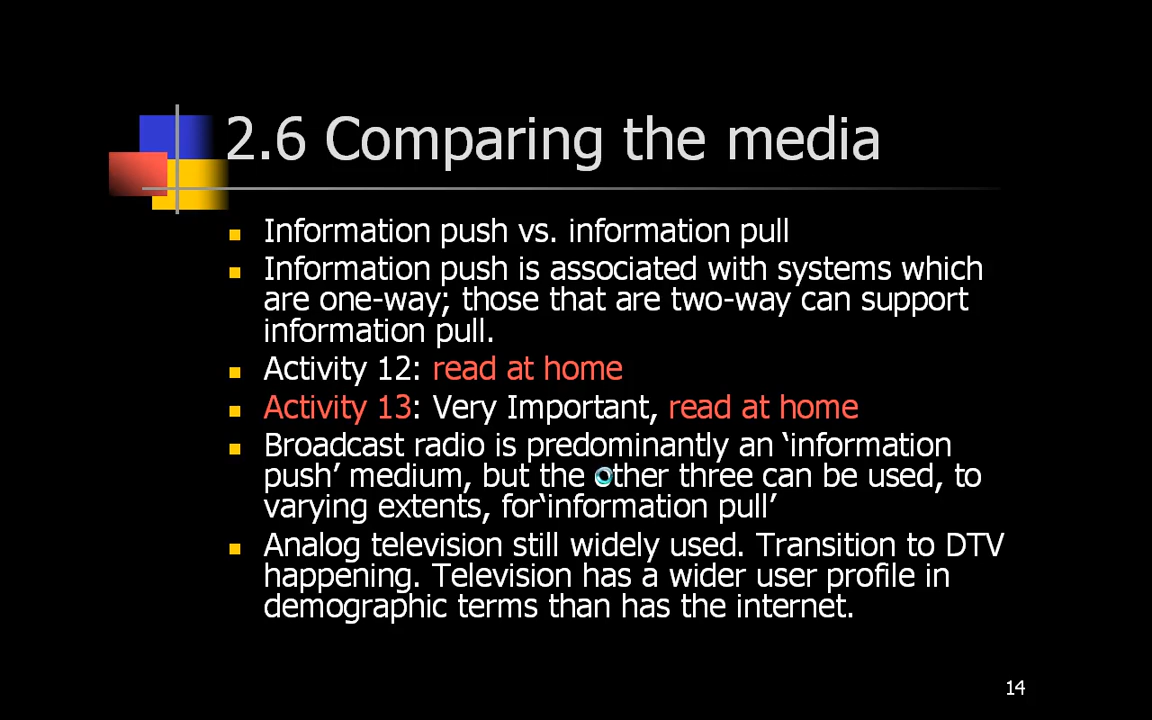 2.6 Comparing the media
Information push vs. information pull
Information push is associated with systems which
are one-way; those that are two-way can support
information pull.
Activity 12: read at home
Activity 13: Very Important, read at home
Broadcast radio is predominantly an ‘information
push’ medium, but the other three can be used, to
varying extents, for‘information pull’
Analog television still widely used. Transition to DTV
happening. Television has a wider user profile in
demographic terms than has the internet.
14